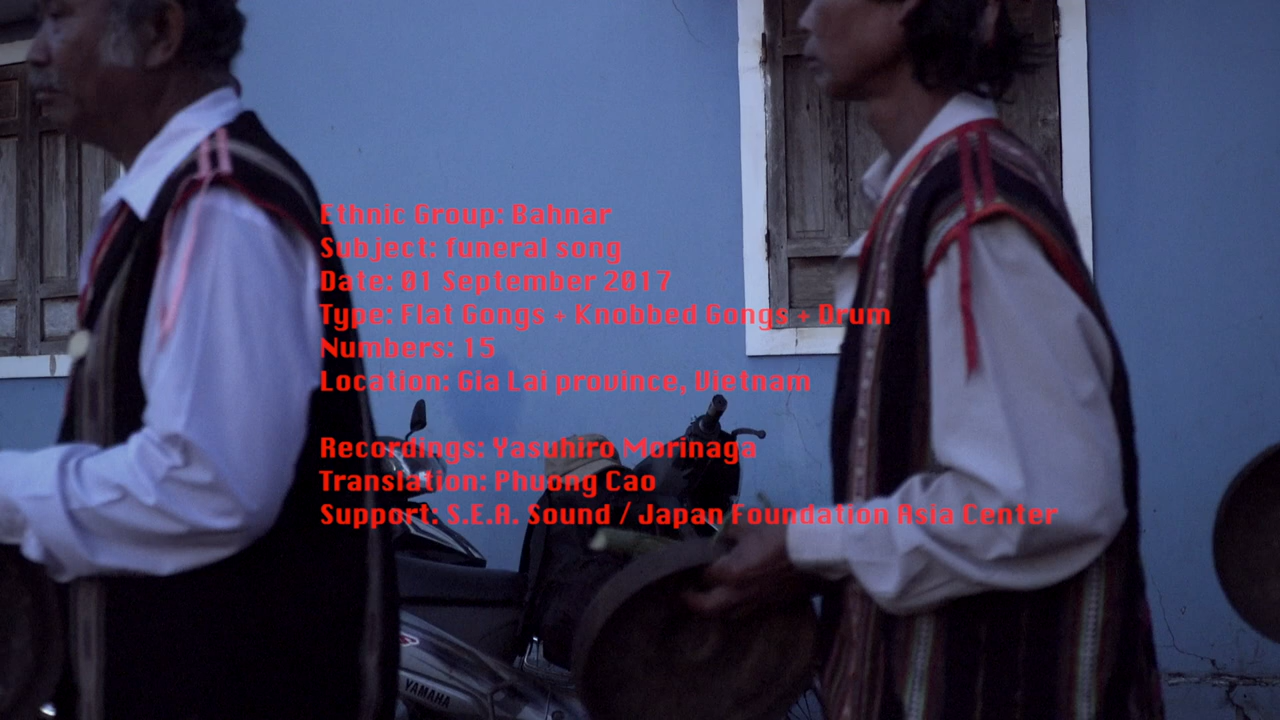 Ethnic Group: Bahnar
Subject: funeral song
Date: 01 September 2017
Type: Flat Gongs + Knobbed Gongs + Drum
Numbers: 15
Location: Gia Lai province, Vietnam
Recordings: Yasuhiro Morinaga
Translation: Phuong Cao
Support: S.E.A. Sound / Japan Foundation Asia Center
YAMAHA